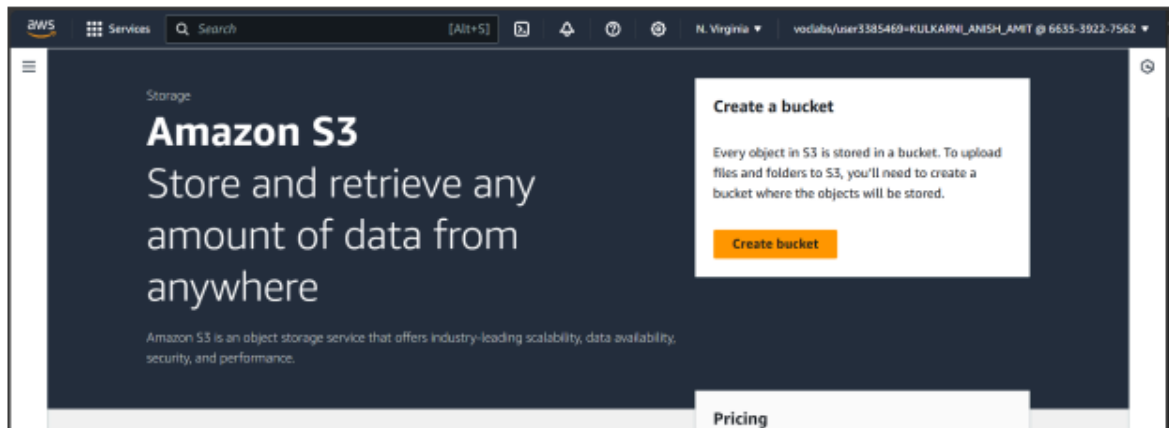 aws Services Search [Alt+S] N. Virginia ▼ voclabs/user3385469=KULKARNI_ANISH_AMIT @ 6635-3922-7562 ▼
Storage
Amazon S3
Store and retrieve any
amount of data from
anywhere
Amazon S3 is an object storage service that offers industry-leading scalability, data availability,
security, and performance.
Create a bucket
Every object in S3 is stored in a bucket. To upload
files and folders to S3, you'll need to create a
bucket where the objects will be stored.
Create bucket
Pricing